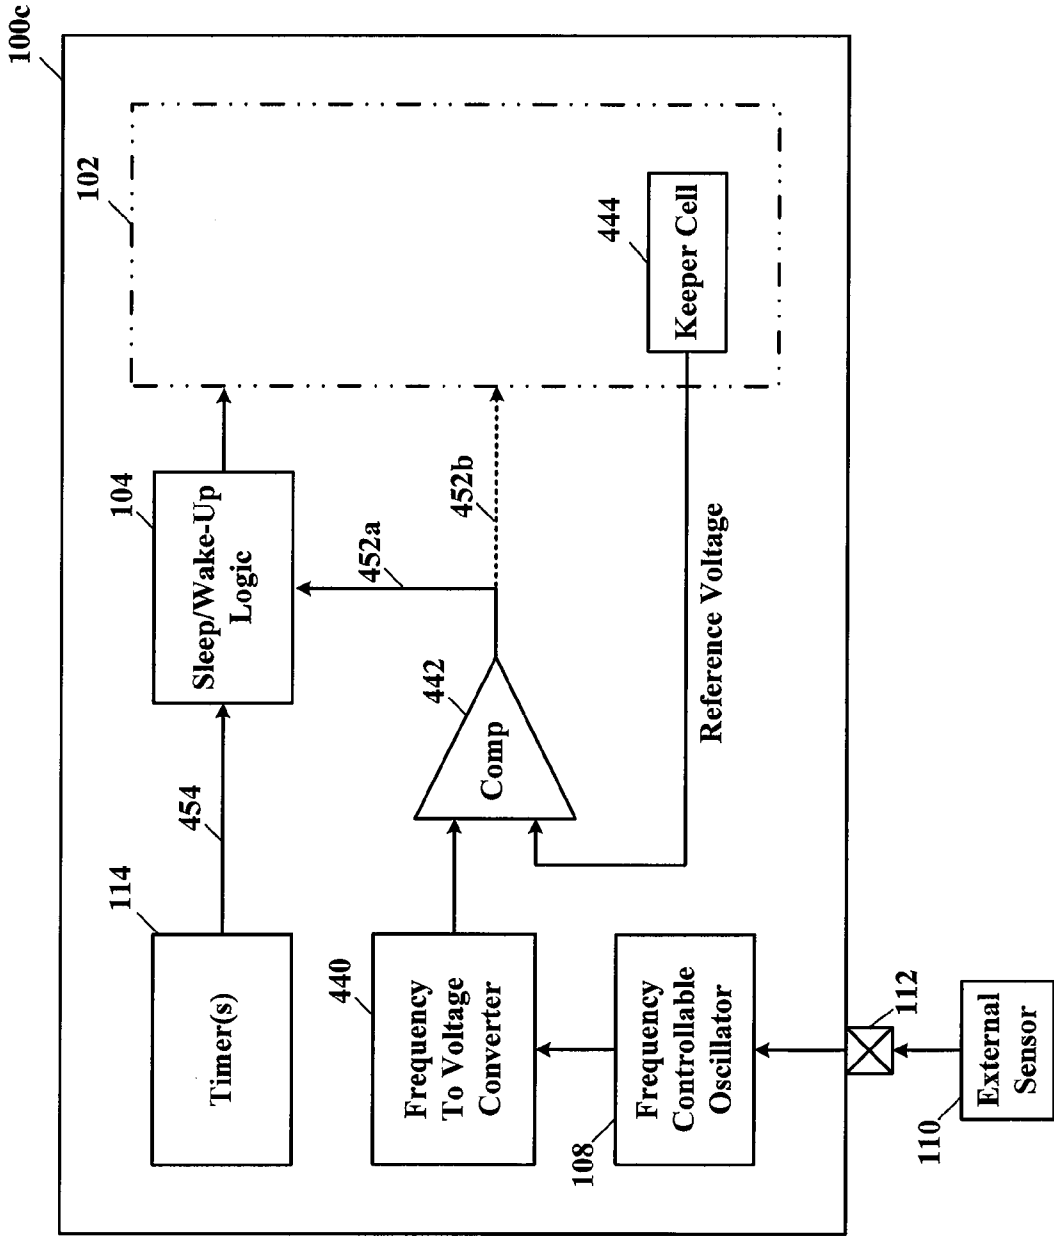 100c
102
104
Sleep/Wake-Up
Logic
454
114
Timer(s)
452a
452b
442
Comp
440
Frequency
To Voltage
Converter
444
Keeper Cell
Reference Voltage
108
Frequency
Controllable
Oscillator
112
110
External
Sensor